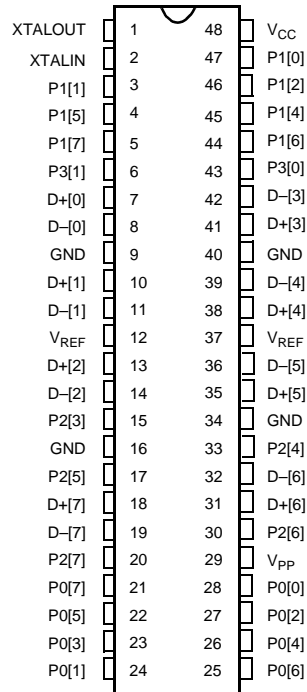 XTALOUT 1 48 VCC
XTALIN 2 47 P1[0]
P1[1] 3 46 P1[2]
P1[5] 4 45 P1[4]
P1[7] 5 44 P1[6]
P3[1] 6 43 P3[0]
D+[0] 7 42 D–[3]
D–[0] 8 41 D+[3]
GND 9 40 GND
D+[1] 10 39 D–[4]
D–[1] 11 38 D+[4]
VREF 12 37 VREF
D+[2] 13 36 D–[5]
D–[2] 14 35 D+[5]
P2[3] 15 34 GND
GND 16 33 P2[4]
P2[5] 17 32 D–[6]
D+[7] 18 31 D+[6]
D–[7] 19 30 P2[6]
P2[7] 20 29 VPP
P0[7] 21 28 P0[0]
P0[5] 22 27 P0[2]
P0[3] 23 26 P0[4]
P0[1] 24 25 P0[6]